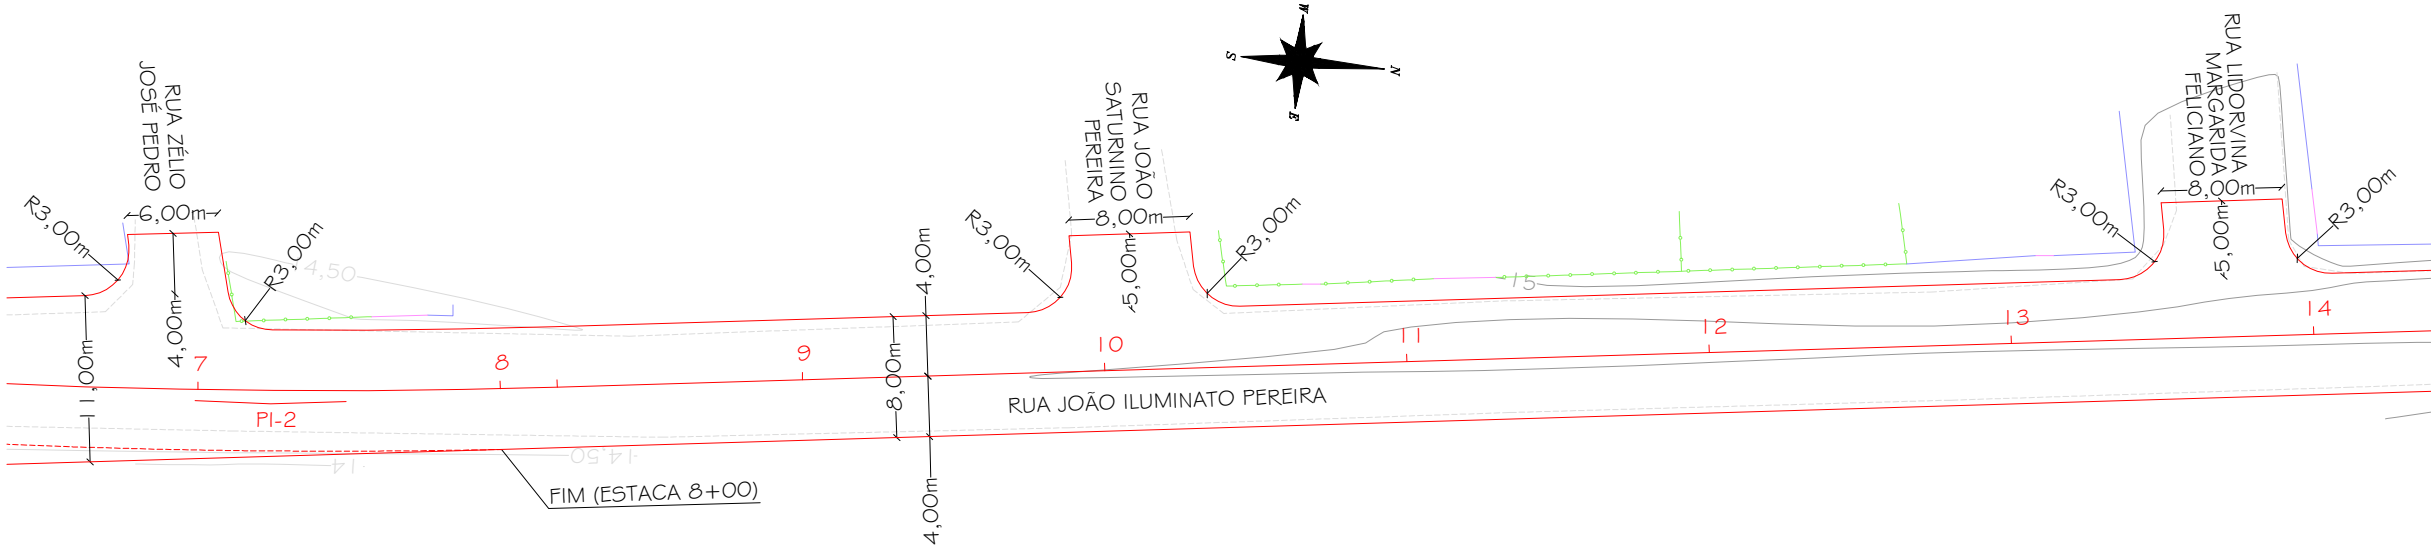 W
S
N
E
RUA ZÉLIO
JOSÉ PEDRO
6,00m
R3,00m
R3,00m
4,00m
11,00m
4,50
7
8
PI-2
14
14,50
FIM (ESTACA 8+00)
9
8,00m
4,00m
4,00m
RUA JOÃO
SATURNINO
PEREIRA
8,00m
R3,00m
R3,00m
5,00m
10
RUA JOÃO ILUMINATO PEREIRA
15
11
12
13
14
RUA LIDORVINA
MARGARIDA
FELICIANO
8,00m
R3,00m
R3,00m
5,00m